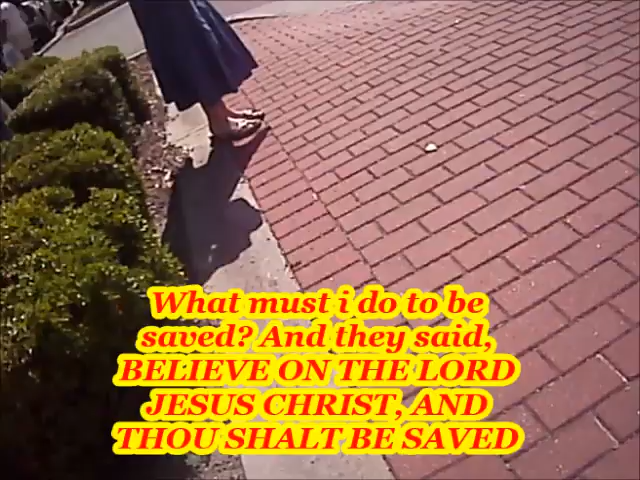 What must i do to be
saved? And they said,
BELIEVE ON THE LORD
JESUS CHRIST, AND
THOU SHALT BE SAVED